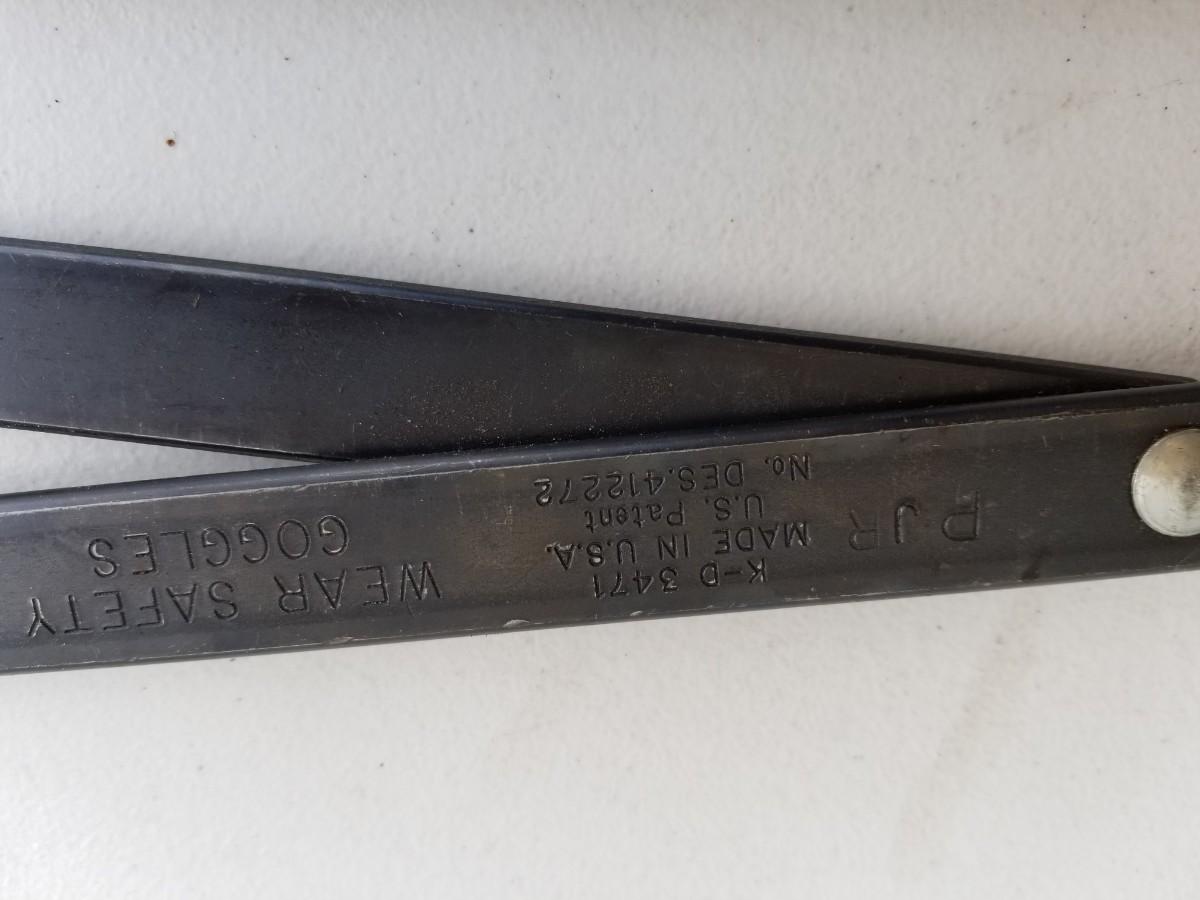 PJR
K-D 3471
MADE IN U.S.A.
U.S. Patent
No. DES.412272
WEAR SAFETY
GOGGLES